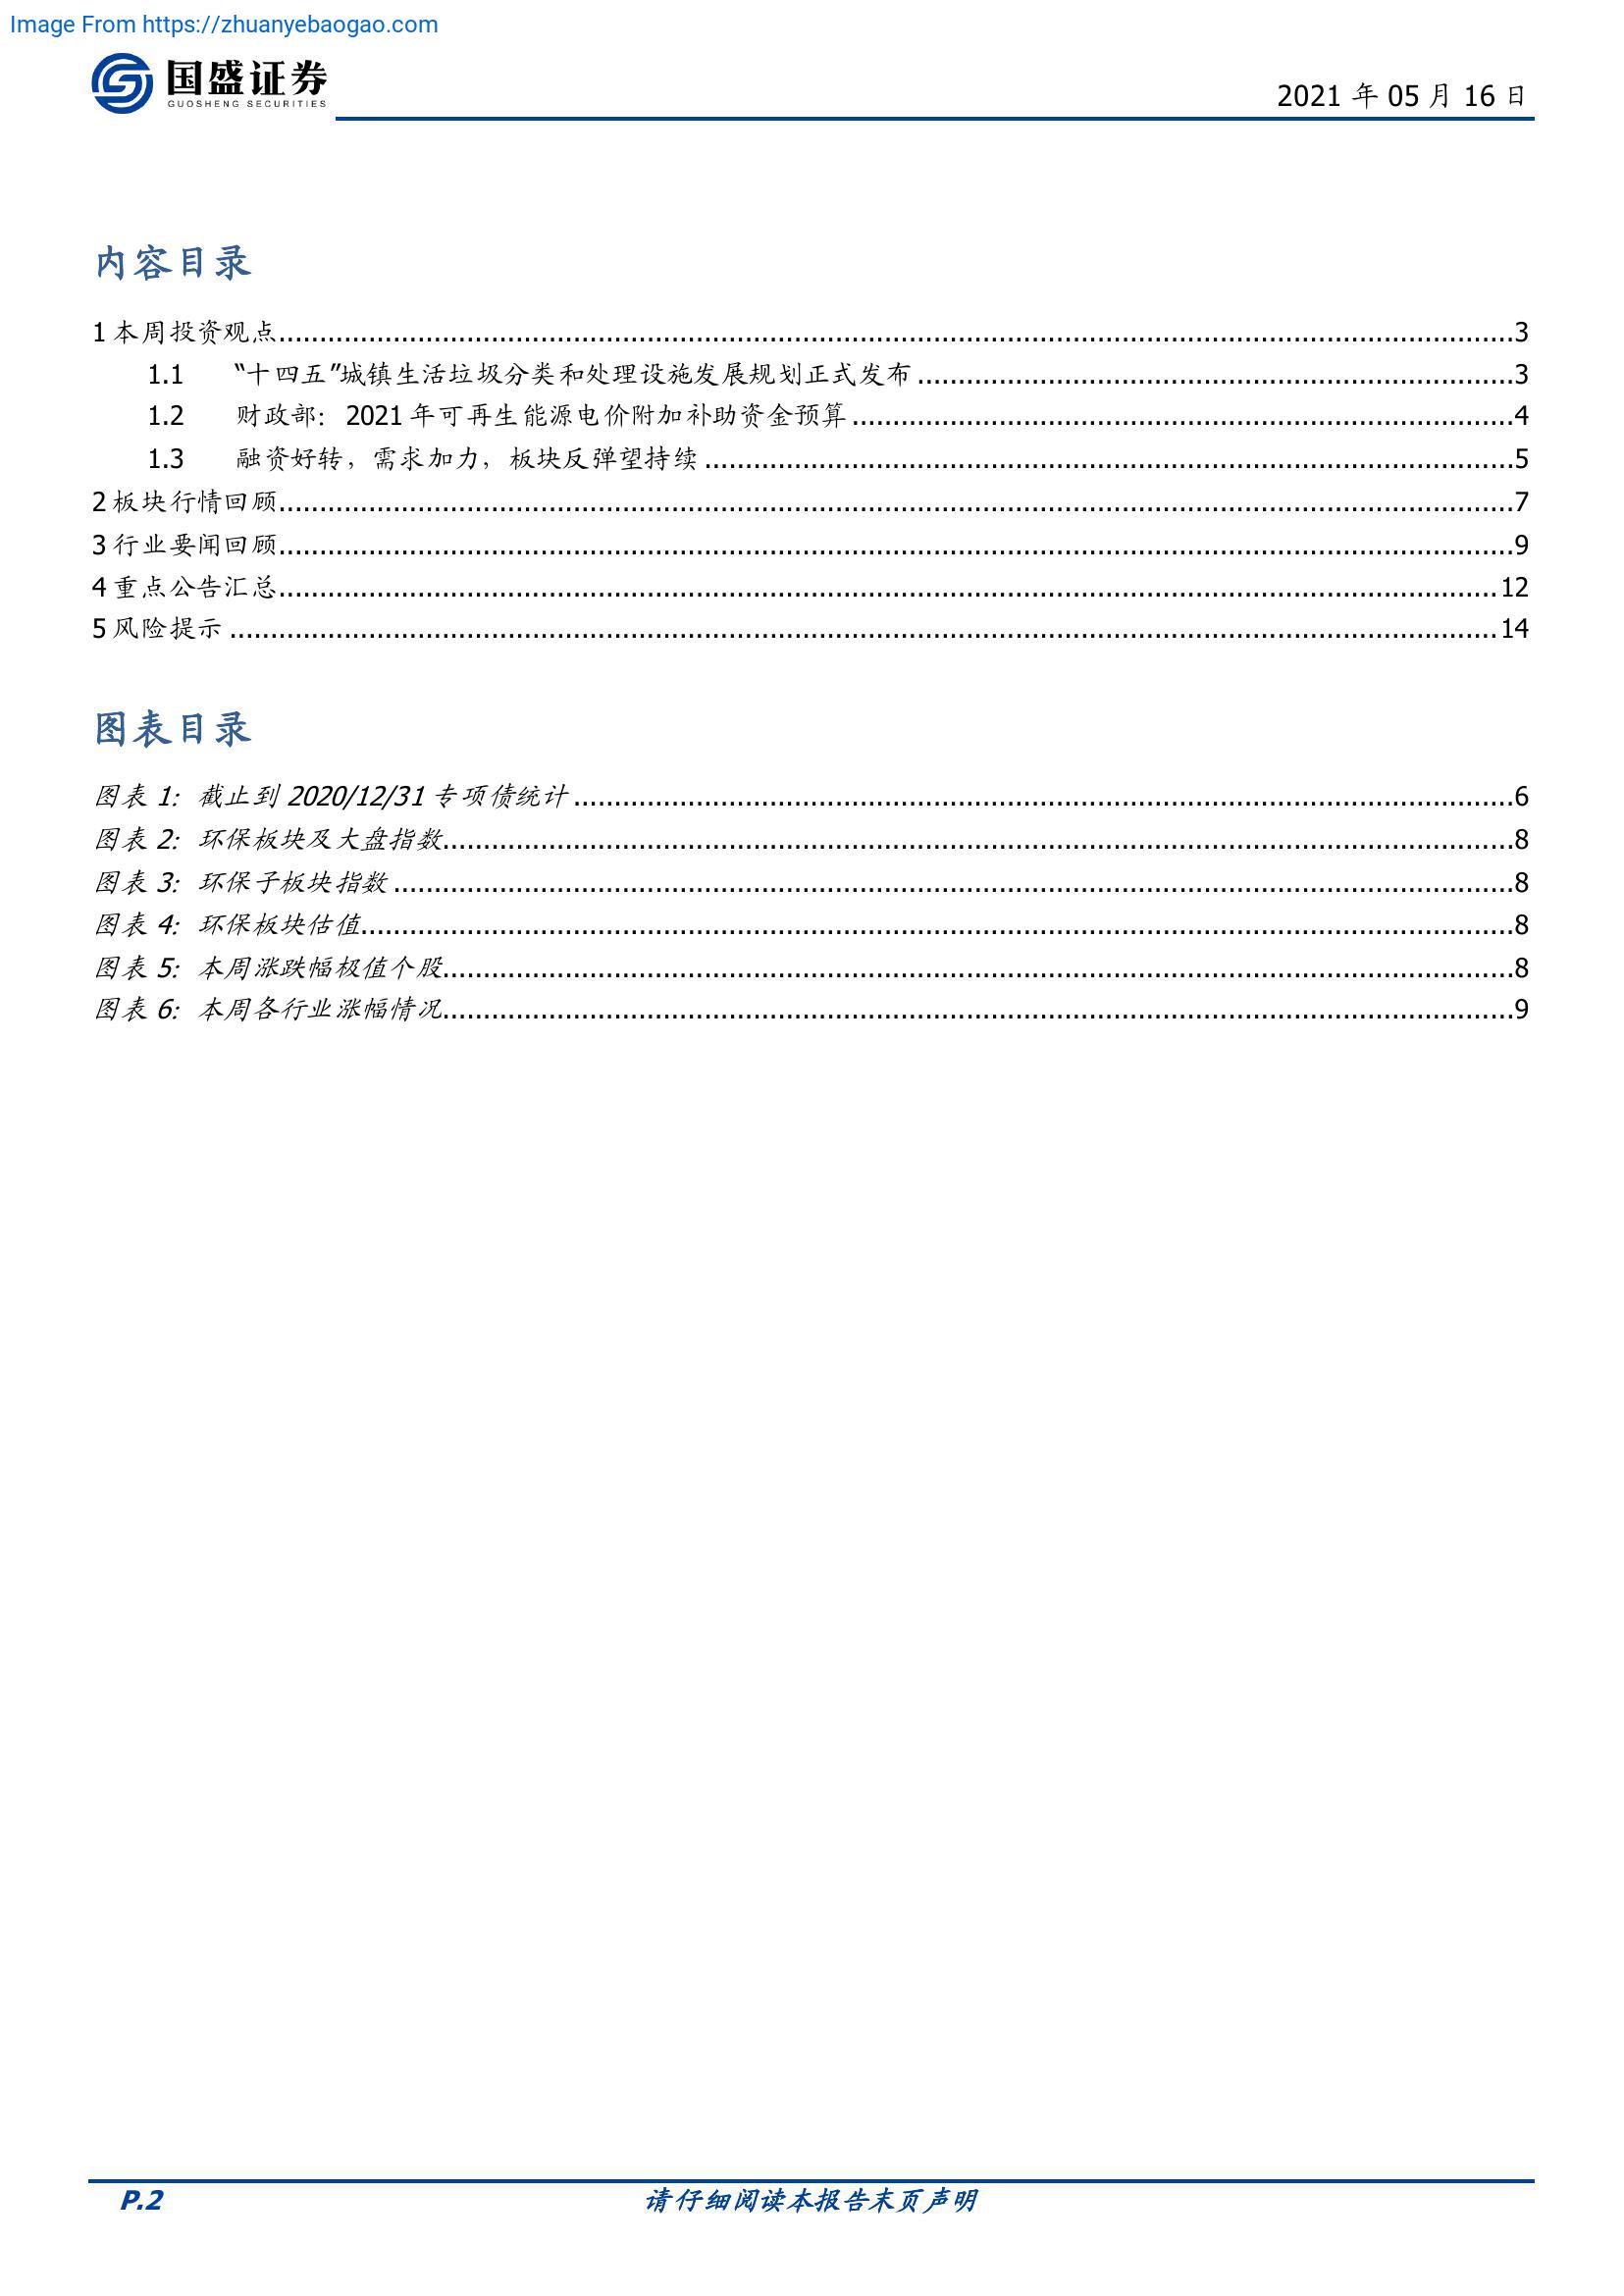 Image From https://zhuanyebaogao.com
国盛证券
GUOSHENG SECURITIES
2021 年 05 月 16 日
内容目录
1 本周投资观点 3
1.1 “十四五”城镇生活垃圾分类和处理设施发展规划正式发布 3
1.2 财政部：2021 年可再生能源电价附加补助资金预算 4
1.3 融资好转，需求加力，板块反弹望持续 5
2 板块行情回顾 7
3 行业要闻回顾 9
4 重点公告汇总 12
5 风险提示 14
图表目录
图表 1：截止到 2020/12/31 专项债统计 6
图表 2：环保板块及大盘指数 8
图表 3：环保子板块指数 8
图表 4：环保板块估值 8
图表 5：本周涨跌幅极值个股 8
图表 6：本周各行业涨幅情况 9
P.2
请仔细阅读本报告末页声明